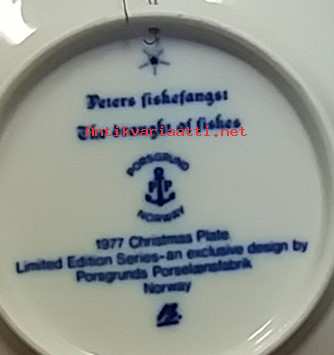 Peters fiskefangst
The draught of fishes
Antikvariaatti.net
PORSGRUND
P P
NORWAY
1977 Christmas Plate
Limited Edition Series-an exclusive design by
Porsgrunds Porselænsfabrik
Norway